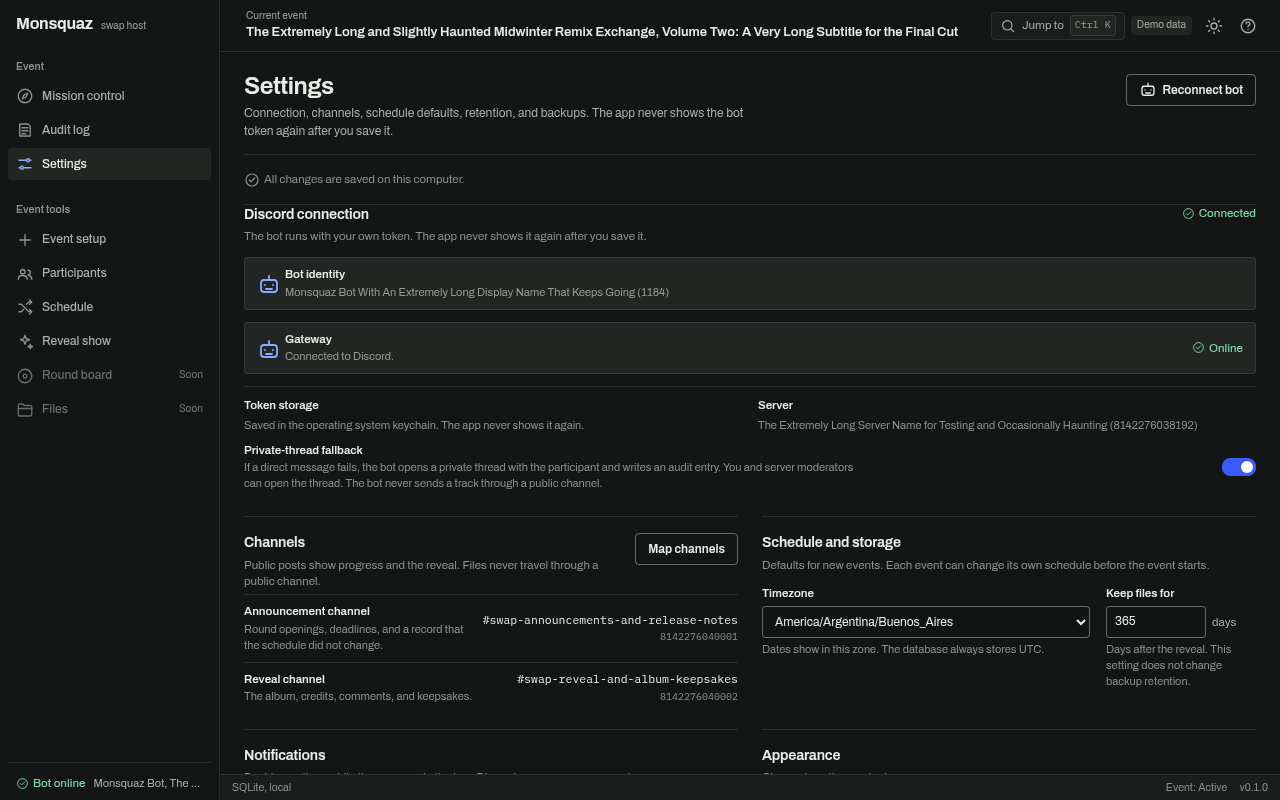 Monsquaz swap host
Event
Mission control
Audit log
Settings
Event tools
Event setup
Participants
Schedule
Reveal show
Round board Soon
Files Soon
Bot online Monsquaz Bot, The ...
Current event
The Extremely Long and Slightly Haunted Midwinter Remix Exchange, Volume Two: A Very Long Subtitle for the Final Cut
Jump to Ctrl K
Demo data
Settings
Connection, channels, schedule defaults, retention, and backups. The app never shows the bot
token again after you save it.
Reconnect bot
All changes are saved on this computer.
Discord connection
Connected
The bot runs with your own token. The app never shows it again after you save it.
Bot identity
Monsquaz Bot With An Extremely Long Display Name That Keeps Going (1184)
Gateway
Connected to Discord.
Online
Token storage
Saved in the operating system keychain. The app never shows it again.
Server
The Extremely Long Server Name for Testing and Occasionally Haunting (8142276038192)
Private-thread fallback
If a direct message fails, the bot opens a private thread with the participant and writes an audit entry. You and server moderators
can open the thread. The bot never sends a track through a public channel.
Channels
Public posts show progress and the reveal. Files never travel through a
public channel.
Map channels
Announcement channel
Round openings, deadlines, and a record that
the schedule did not change.
#swap-announcements-and-release-notes
8142276040001
Reveal channel
The album, credits, comments, and keepsakes.
#swap-reveal-and-album-keepsakes
8142276040002
Schedule and storage
Defaults for new events. Each event can change its own schedule before the event starts.
Timezone
America/Argentina/Buenos_Aires
Dates show in this zone. The database always stores UTC.
Keep files for
365 days
Days after the reveal. This
setting does not change
backup retention.
Notifications
Appearance
SQLite, local
Event: Active v0.1.0